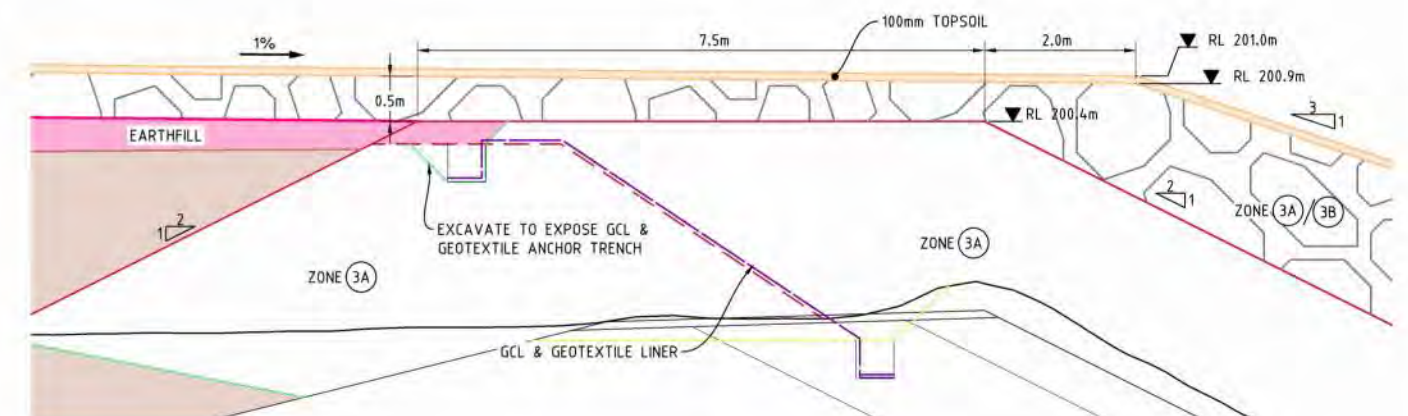 100mm TOPSOIL
1%
7.5m
2.0m
RL 201.0m
RL 200.9m
0.5m
RL 200.4m
3
1
EARTHFILL
2
1
EXCAVATE TO EXPOSE GCL &
GEOTEXTILE ANCHOR TRENCH
2
1
ZONE 3A/3B
ZONE 3A
ZONE 3A
GCL & GEOTEXTILE LINER